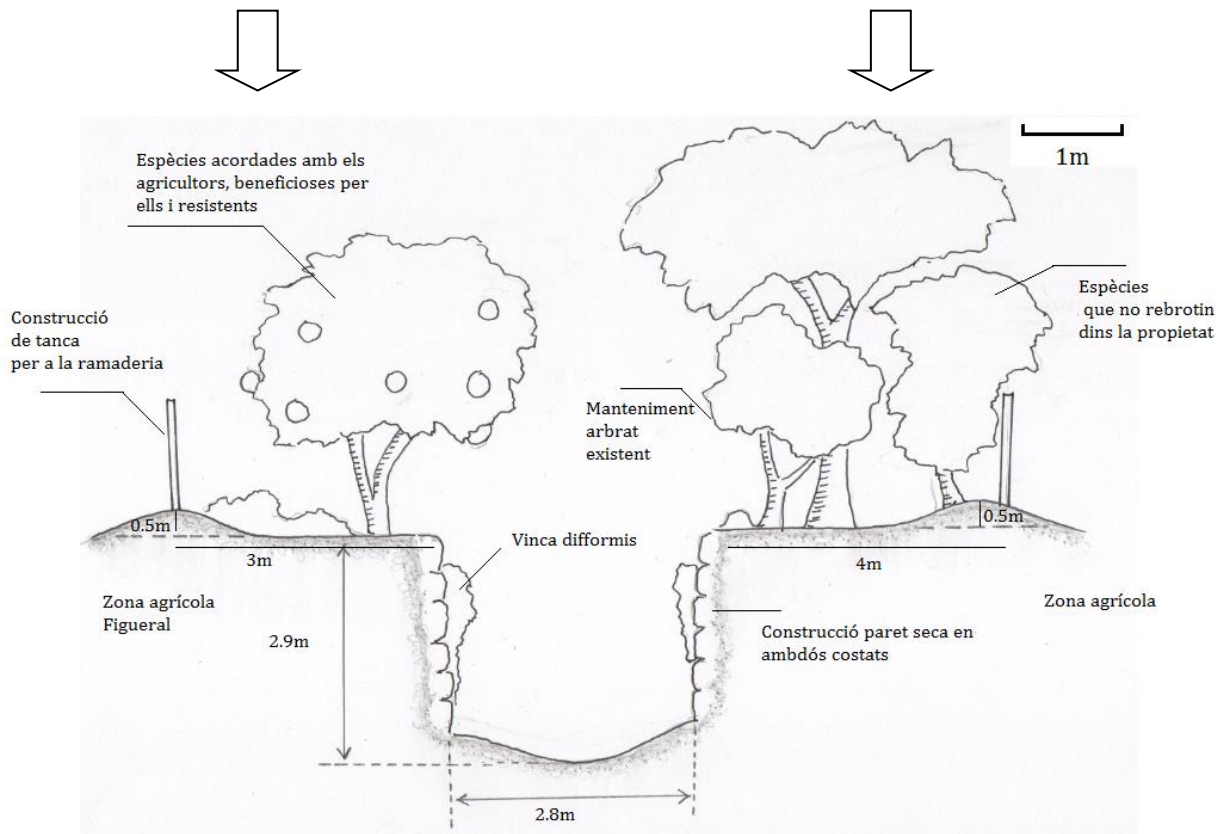 1m
Espècies acordades amb els
agricultors, beneficioses per
ells i resistents
Espècies
que no rebrotin
dins la propietat
Construcció
de tanca
per a la ramaderia
Manteniment
arbrat
existent
0.5m
0.5m
Vinca difformis
3m
4m
Zona agrícola
Figueral
Zona agrícola
2.9m
Construcció paret seca en
ambdós costats
2.8m